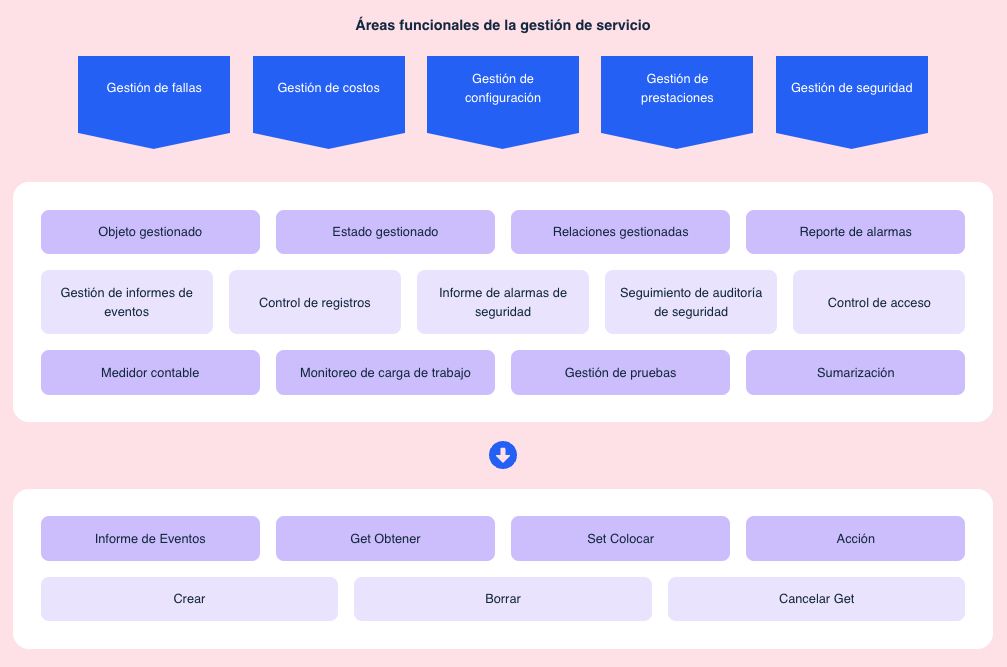 Áreas funcionales de la gestión de servicio
Gestión de fallas
Gestión de costos
Gestión de
configuración
Gestión de
prestaciones
Gestión de seguridad
Objeto gestionado
Estado gestionado
Relaciones gestionadas
Reporte de alarmas
Gestión de informes de
eventos
Control de registros
Informe de alarmas de
seguridad
Seguimiento de auditoría
de seguridad
Control de acceso
Medidor contable
Monitoreo de carga de trabajo
Gestión de pruebas
Sumarización
Informe de Eventos
Get Obtener
Set Colocar
Acción
Crear
Borrar
Cancelar Get